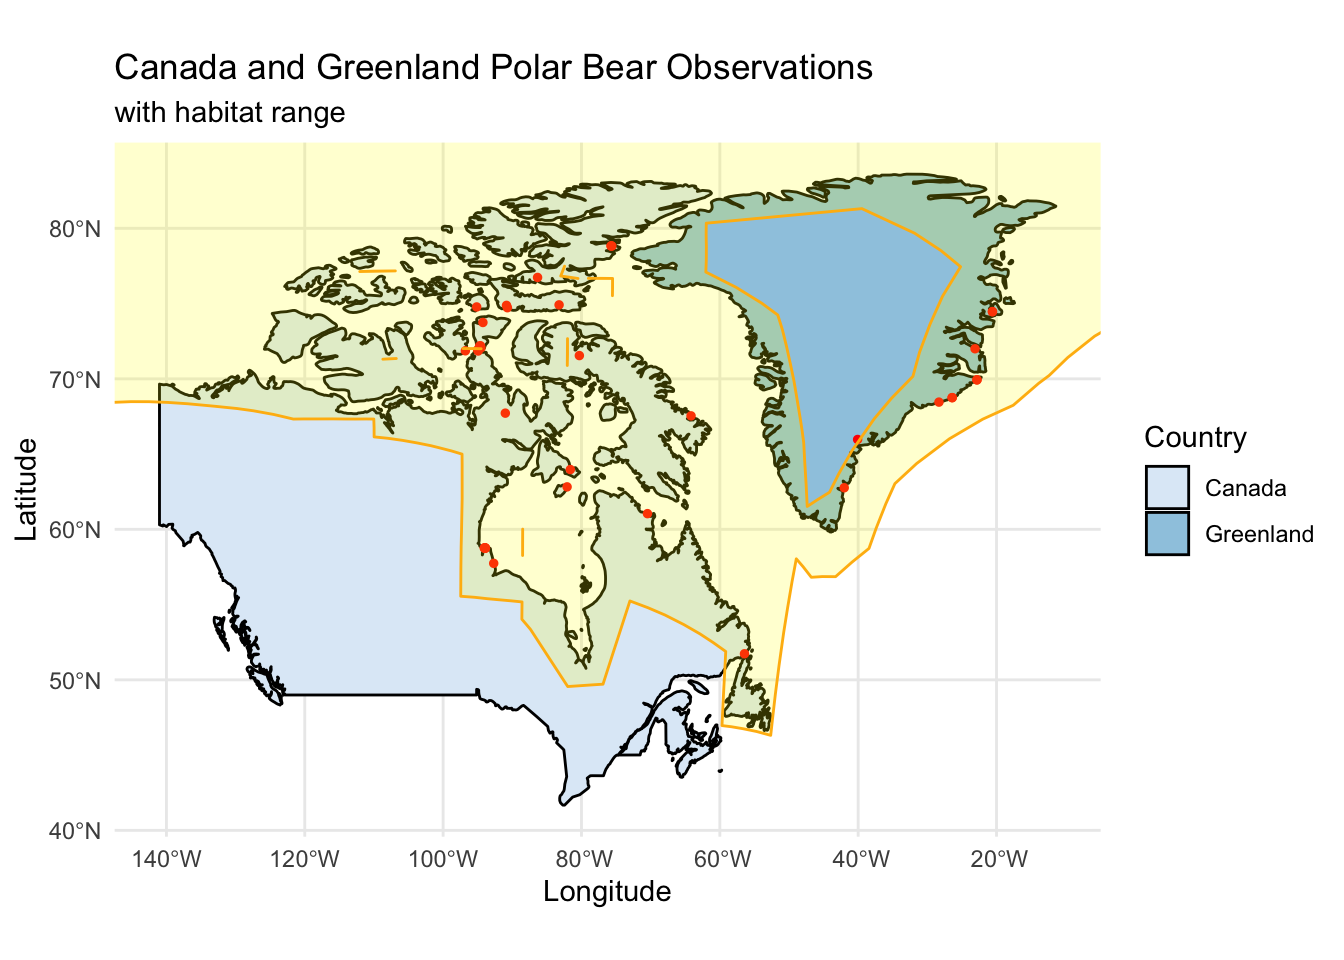 Canada and Greenland Polar Bear Observations
with habitat range
Latitude
80°N
70°N
60°N
50°N
40°N
140°W
120°W
100°W
80°W
60°W
40°W
20°W
Longitude
Country
Canada
Greenland